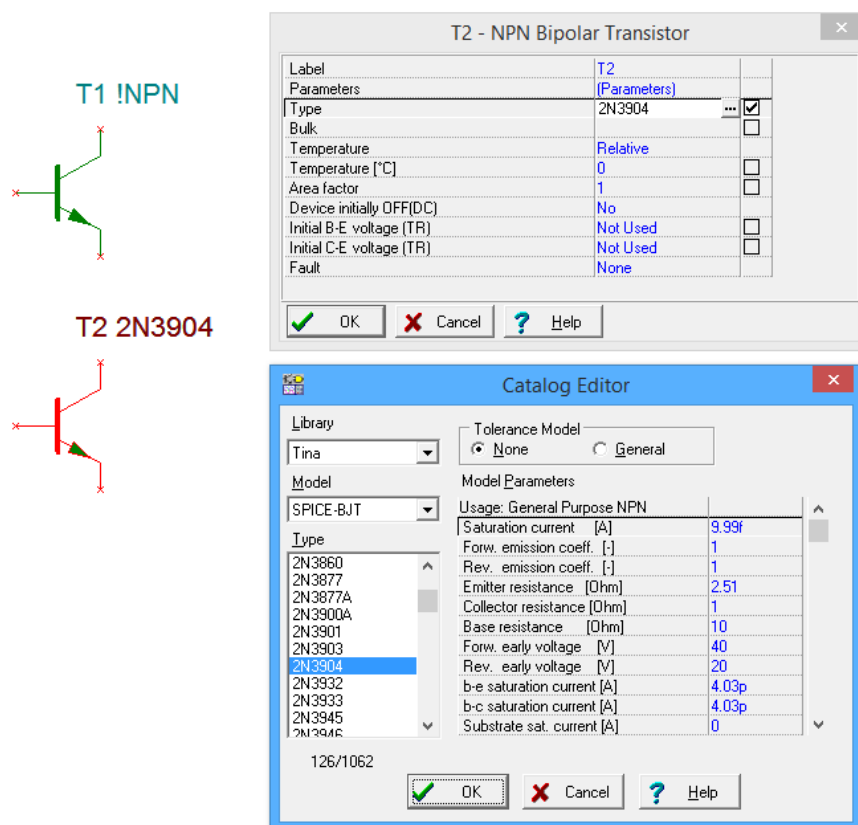 T1 !NPN
T2 2N3904
T2 - NPN Bipolar Transistor
Label T2
Parameters (Parameters)
Type 2N3904 ...
Bulk
Temperature Relative
Temperature [°C] 0
Area factor 1
Device initially OFF(DC) No
Initial B-E voltage (TR) Not Used
Initial C-E voltage (TR) Not Used
Fault None
OK Cancel ? Help
Catalog Editor
Library
Tina
Model
SPICE-BJT
Type
2N3860
2N3877
2N3877A
2N3900A
2N3901
2N3903
2N3904
2N3932
2N3933
2N3945
2N3946
126/1062
Tolerance Model
None General
Model Parameters
Usage: General Purpose NPN
Saturation current [A] 9.99f
Forw. emission coeff. [-] 1
Rev. emission coeff. [-] 1
Emitter resistance [Ohm] 2.51
Collector resistance [Ohm] 1
Base resistance [Ohm] 10
Forw. early voltage [V] 40
Rev. early voltage [V] 20
b-e saturation current [A] 4.03p
b-c saturation current [A] 4.03p
Substrate sat. current [A] 0
OK Cancel ? Help